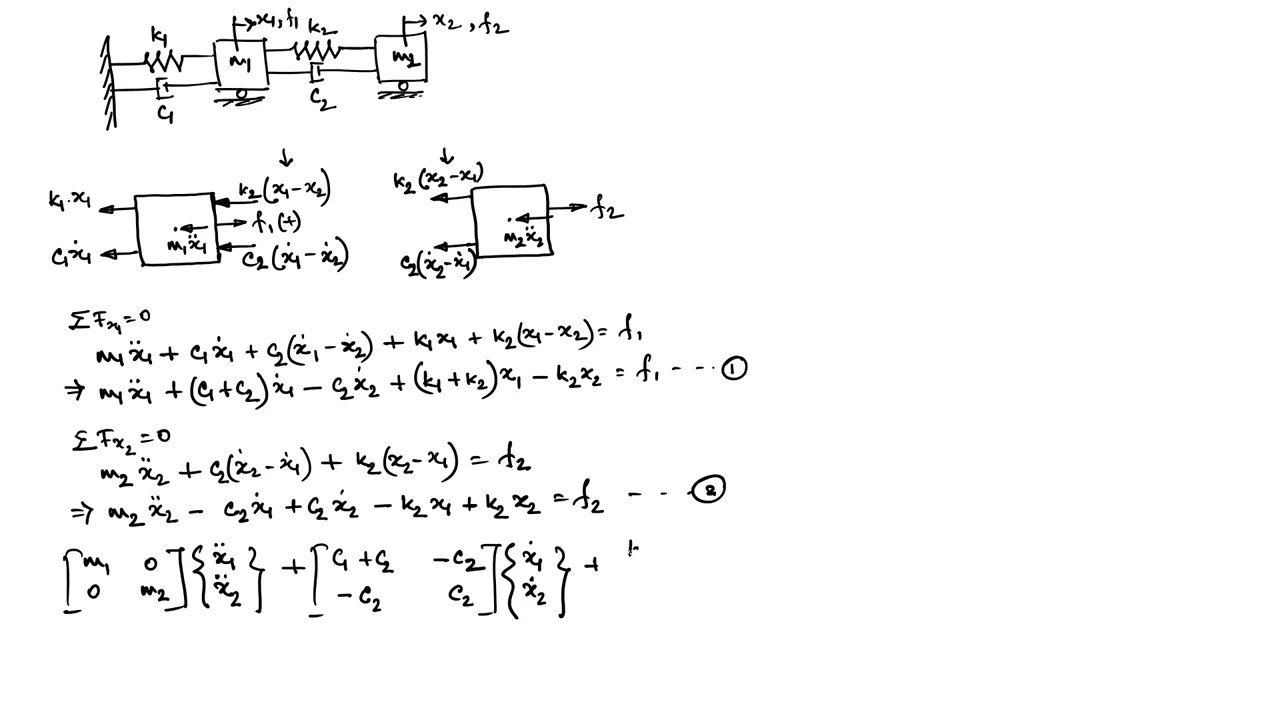 k₁ x₁, f₁ k₂ x₂, f₂
m₁ m₂
C₁ C₂
k₁·x₁ k₂(x₁−x₂) k₂(x₂−x₁)
f₁(+) f₂
m₁ẍ₁ m₂ẍ₂
C₁ẋ₁ C₂(ẋ₁−ẋ₂) C₂(ẋ₂−ẋ₁)
ΣFx₁=0
m₁ẍ₁ + C₁ẋ₁ + C₂(ẋ₁−ẋ₂) + k₁x₁ + k₂(x₁−x₂) = f₁
⇒ m₁ẍ₁ + (C₁+C₂)ẋ₁ − C₂ẋ₂ + (k₁+k₂)x₁ − k₂x₂ = f₁ - - - ①
ΣFx₂=0
m₂ẍ₂ + C₂(ẋ₂−ẋ₁) + k₂(x₂−x₁) = f₂
⇒ m₂ẍ₂ − C₂ẋ₁ + C₂ẋ₂ − k₂x₁ + k₂x₂ = f₂ - - - ②
[m₁ 0] {ẍ₁} + [C₁+C₂ −C₂] {ẋ₁} +
[0 m₂] {ẍ₂} [−C₂ C₂] {ẋ₂}